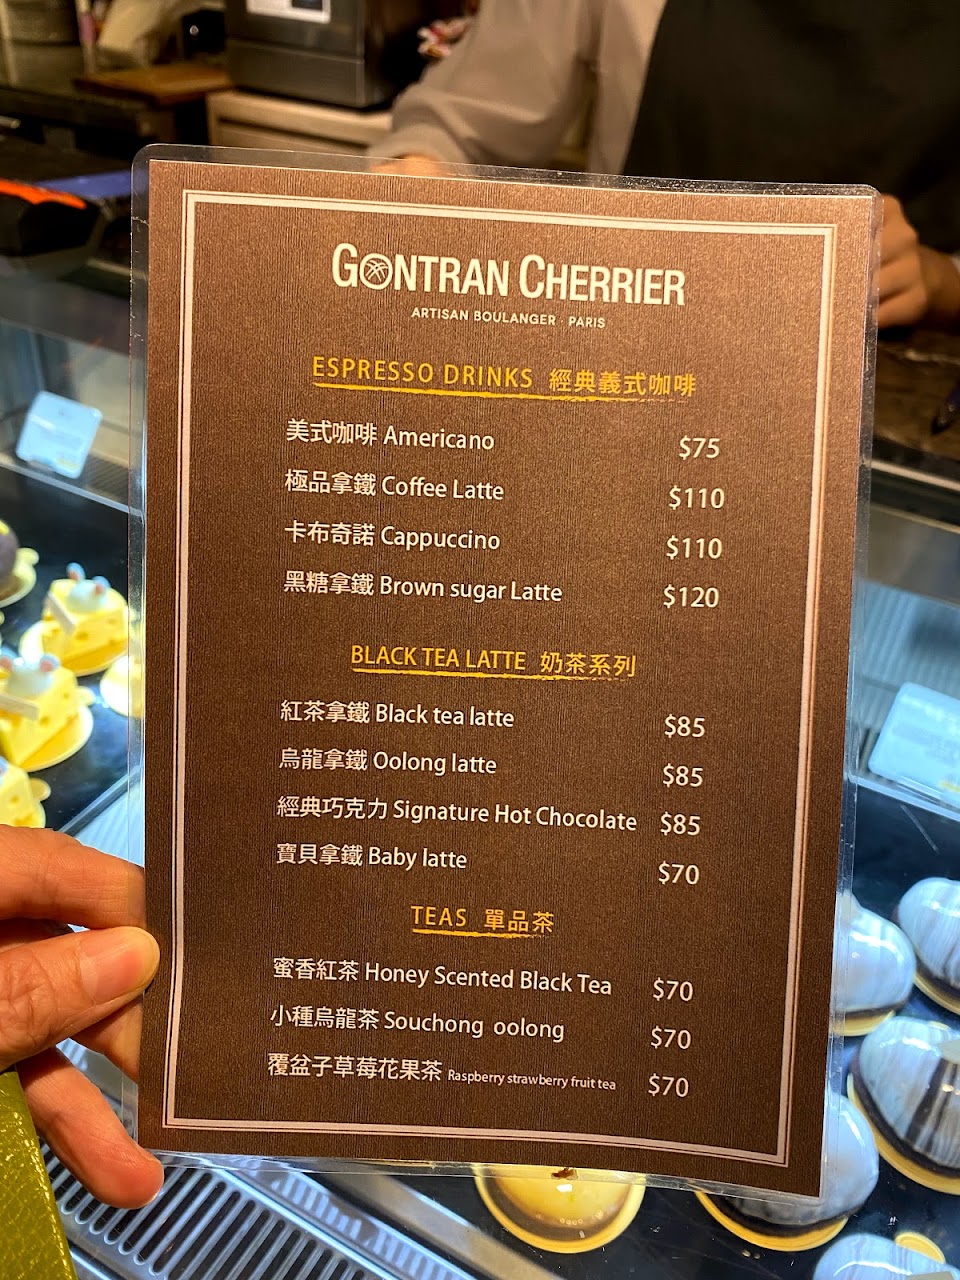 GONTRAN CHERRIER
ARTISAN BOULANGER · PARIS
ESPRESSO DRINKS 經典義式咖啡
美式咖啡 Americano $75
極品拿鐵 Coffee Latte $110
卡布奇諾 Cappuccino $110
黑糖拿鐵 Brown sugar Latte $120
BLACK TEA LATTE 奶茶系列
紅茶拿鐵 Black tea latte $85
烏龍拿鐵 Oolong latte $85
經典巧克力 Signature Hot Chocolate $85
寶貝拿鐵 Baby latte $70
TEAS 單品茶
蜜香紅茶 Honey Scented Black Tea $70
小種烏龍茶 Souchong oolong $70
覆盆子草莓花果茶 Raspberry strawberry fruit tea $70